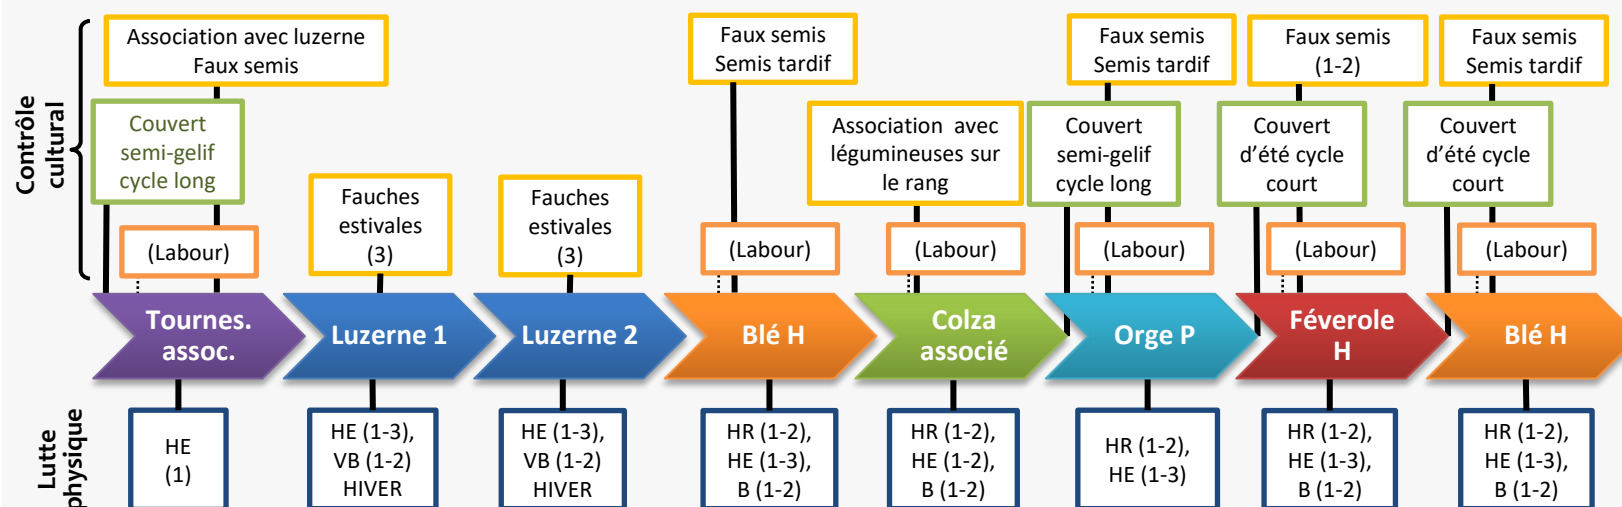 Contrôle
cultural
Association avec luzerne
Faux semis
Couvert
semi-gelif
cycle long
(Labour)
Fauches
estivales
(3)
Fauches
estivales
(3)
Faux semis
Semis tardif
(Labour)
Association avec
légumineuses sur
le rang
(Labour)
Faux semis
Semis tardif
Couvert
semi-gelif
cycle long
(Labour)
Faux semis
(1-2)
Couvert
d'été cycle
court
(Labour)
Faux semis
Semis tardif
Couvert
d'été cycle
court
(Labour)
Tournes.
assoc.
Luzerne 1
Luzerne 2
Blé H
Colza
associé
Orge P
Féverole
H
Blé H
Lutte
physique
HE
(1)
HE (1-3),
VB (1-2)
HIVER
HE (1-3),
VB (1-2)
HIVER
HR (1-2),
HE (1-3),
B (1-2)
HR (1-2),
HE (1-2),
B (1-2)
HR (1-2),
HE (1-3)
HR (1-2),
HE (1-3),
B (1-2)
HR (1-2),
HE (1-3),
B (1-2)